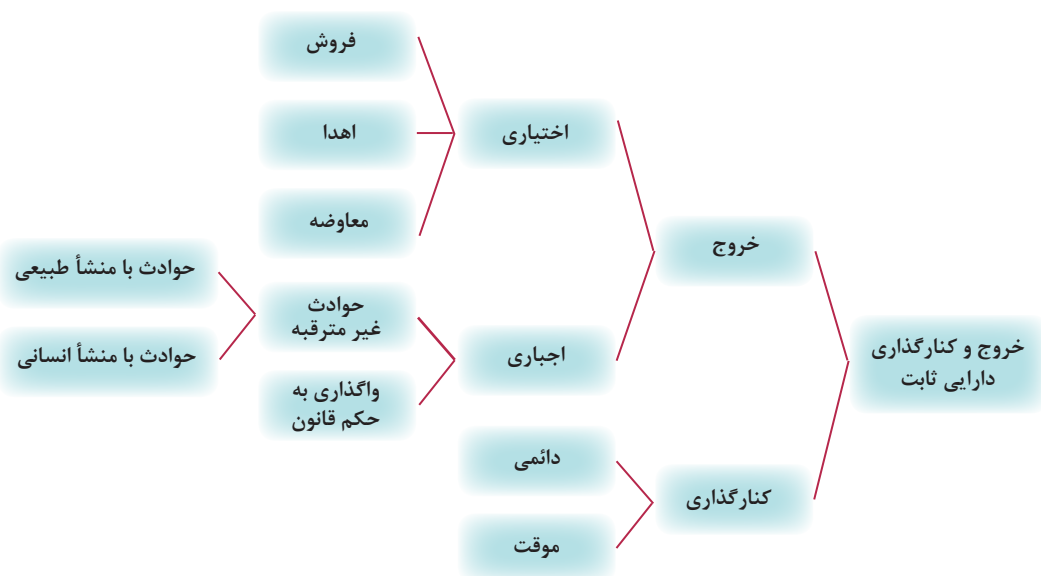 خروج و کنارگذاری
دارایی ثابت
خروج
اختیاری
فروش
اهدا
معاوضه
اجباری
حوادث
غیر مترقبه
حوادث با منشأ طبیعی
حوادث با منشأ انسانی
واگذاری به
حکم قانون
کنارگذاری
دائمی
موقت